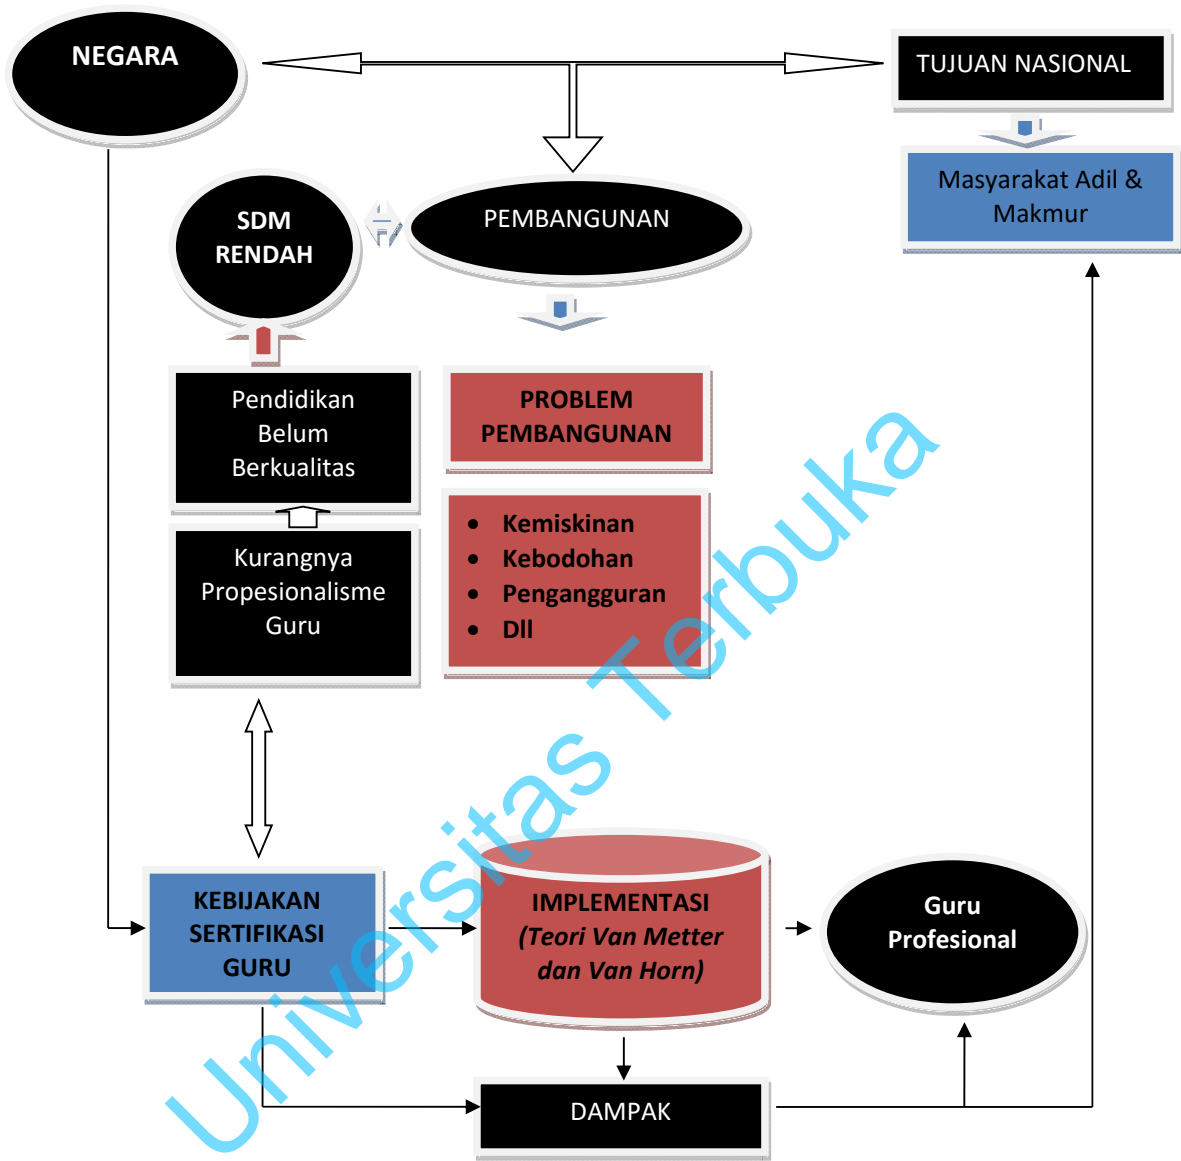 NEGARA
TUJUAN NASIONAL
Masyarakat Adil &
Makmur
SDM
RENDAH
PEMBANGUNAN
Pendidikan
Belum
Berkualitas
PROBLEM
PEMBANGUNAN
Kurangnya
Propesionalisme
Guru
• Kemiskinan
• Kebodohan
• Pengangguran
• Dll
KEBIJAKAN
SERTIFIKASI
GURU
IMPLEMENTASI
(Teori Van Metter
dan Van Horn)
Guru
Profesional
DAMPAK
Universitas Terbuka